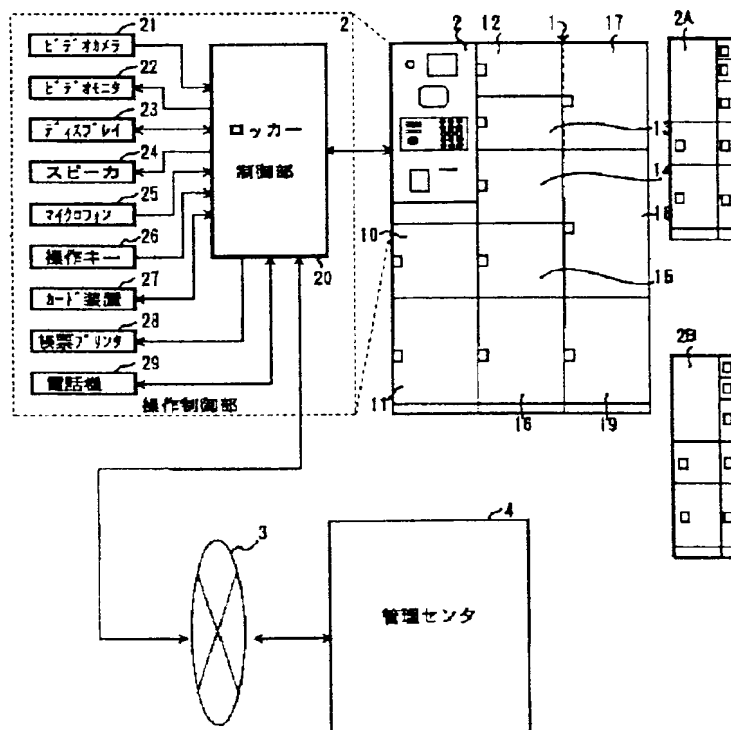 21
ビデオカメラ
22
ビデオモニタ
23
ディスプレイ
24
スピーカ
25
マイクロフォン
26
操作キー
27
カード装置
28
帳票プリンタ
29
電話機
操作制御部
2
ロッカー
制御部
20
2
12
1
17
13
14
18
10
15
11
16
19
2A
2B
3
4
管理センタ